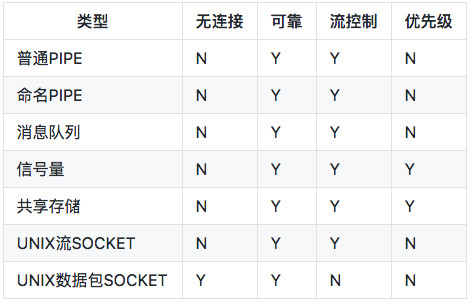 类型 无连接 可靠 流控制 优先级
普通PIPE N Y Y N
命名PIPE N Y Y N
消息队列 N Y Y N
信号量 N Y Y Y
共享存储 N Y Y Y
UNIX流SOCKET N Y Y N
UNIX数据包SOCKET Y Y N N